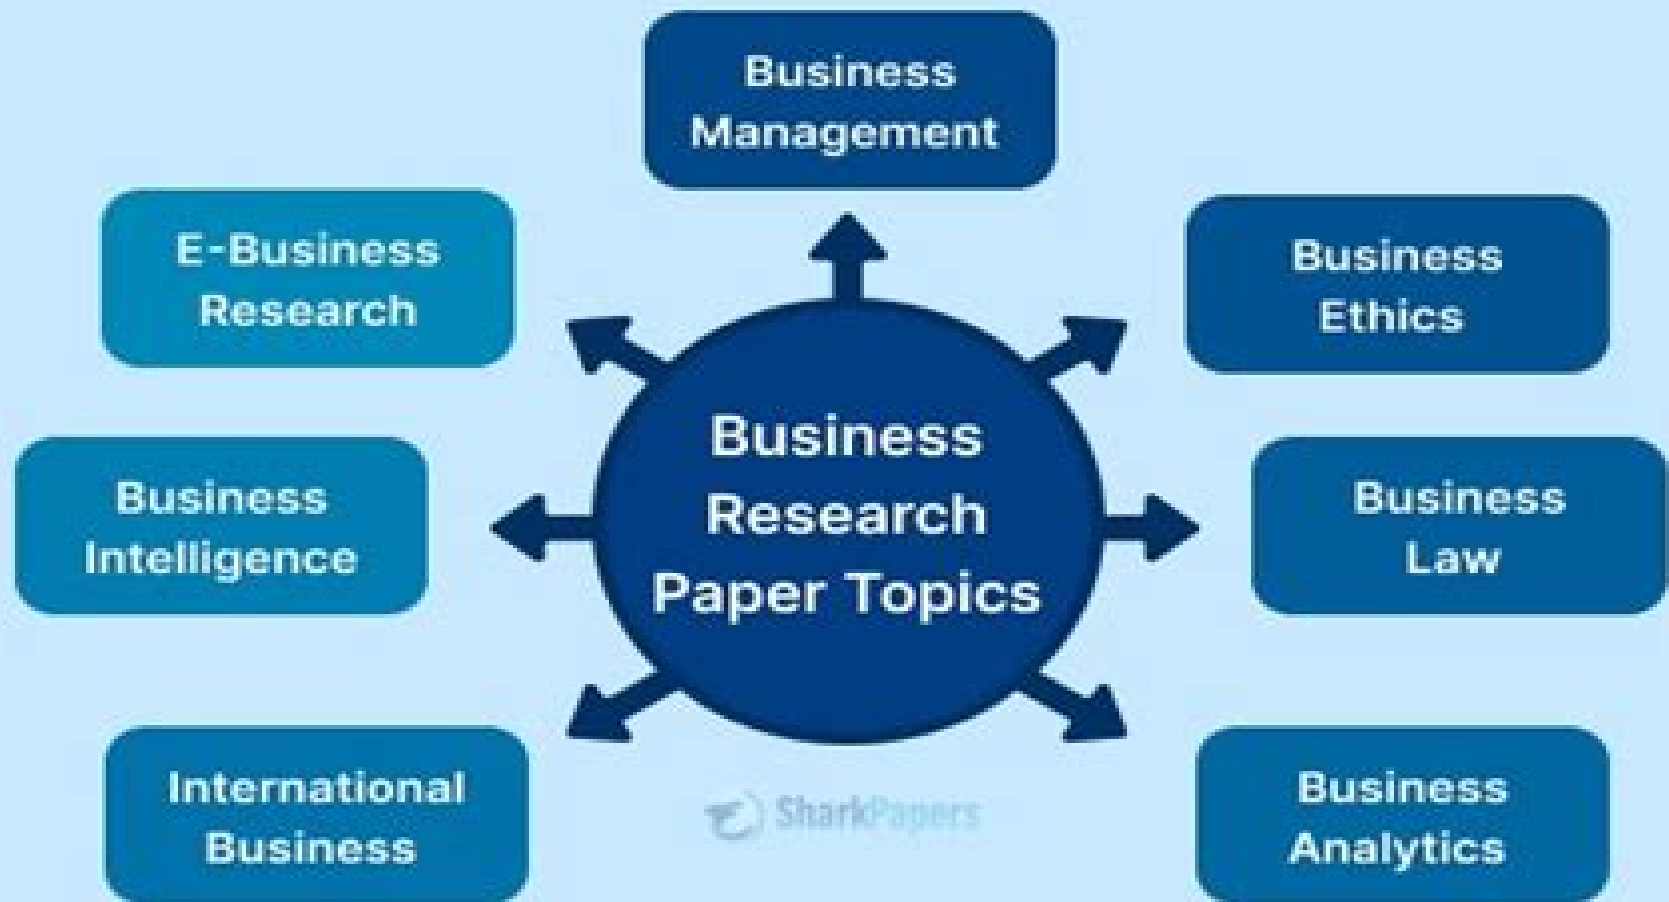 Business
Management
E-Business
Research
Business
Ethics
Business
Research
Paper Topics
Business
Intelligence
Business
Law
International
Business
Business
Analytics
SharkPapers